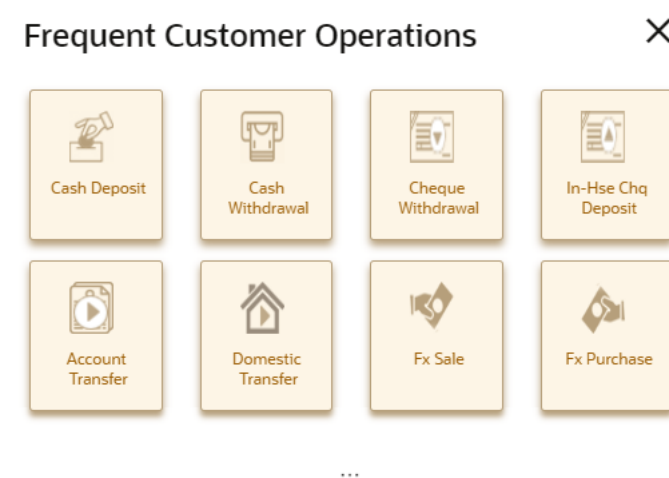 Frequent Customer Operations
Cash Deposit
Cash
Withdrawal
Cheque
Withdrawal
In-Hse Chq
Deposit
Account
Transfer
Domestic
Transfer
Fx Sale
Fx Purchase
...